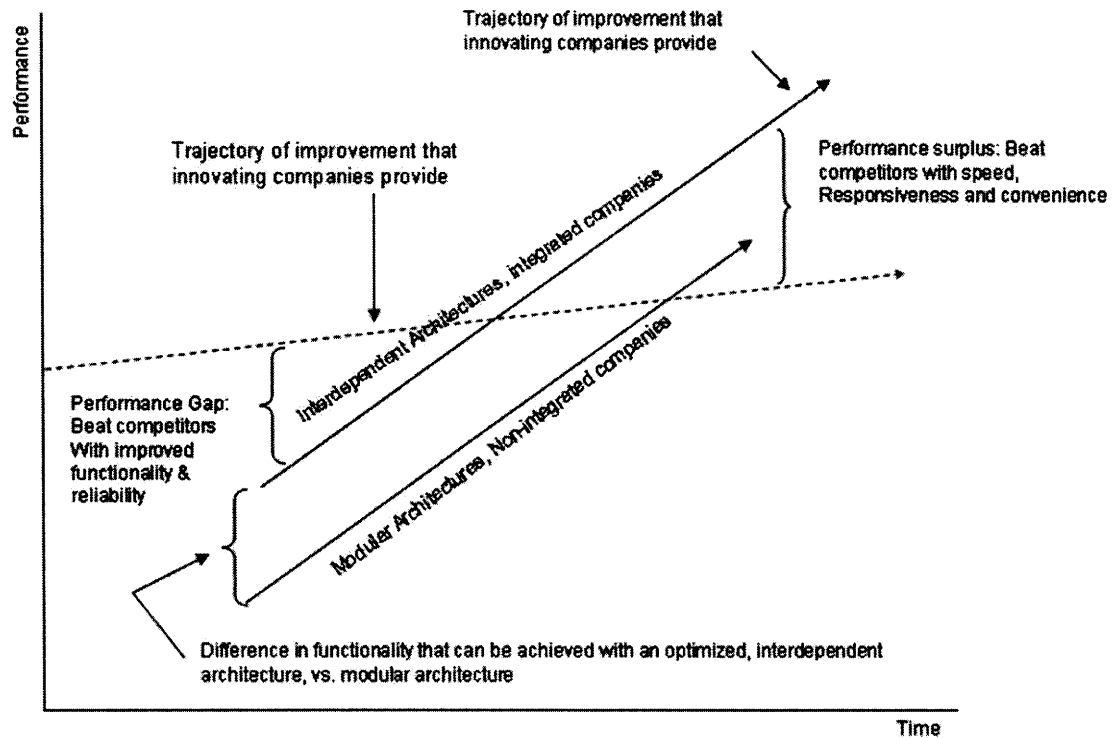 Performance
Trajectory of improvement that
innovating companies provide
Trajectory of improvement that
innovating companies provide
Performance surplus: Beat
competitors with speed,
Responsiveness and convenience
Interdependent Architectures, integrated companies
Modular Architectures, Non-integrated companies
Performance Gap:
Beat competitors
With improved
functionality &
reliability
Difference in functionality that can be achieved with an optimized, interdependent
architecture, vs. modular architecture
Time